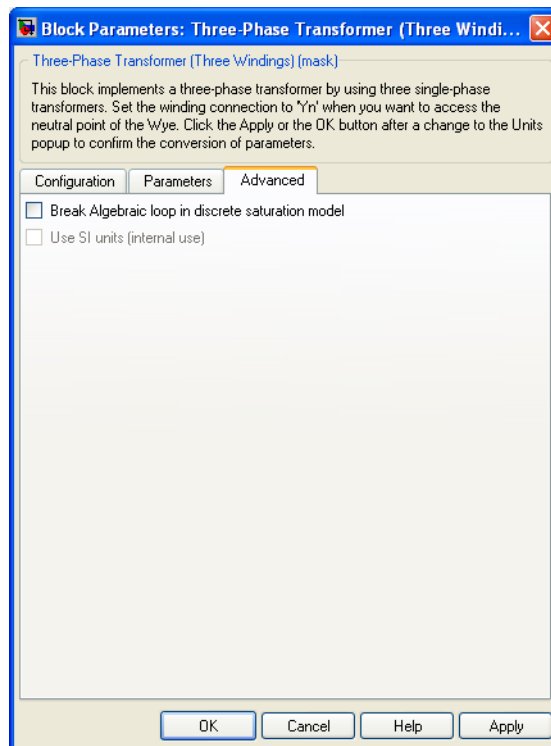 Block Parameters: Three-Phase Transformer (Three Windi...
Three-Phase Transformer (Three Windings) (mask)
This block implements a three-phase transformer by using three single-phase
transformers. Set the winding connection to 'Yn' when you want to access the
neutral point of the Wye. Click the Apply or the OK button after a change to the Units
popup to confirm the conversion of parameters.
Configuration Parameters Advanced
Break Algebraic loop in discrete saturation model
Use SI units (internal use)
OK Cancel Help Apply